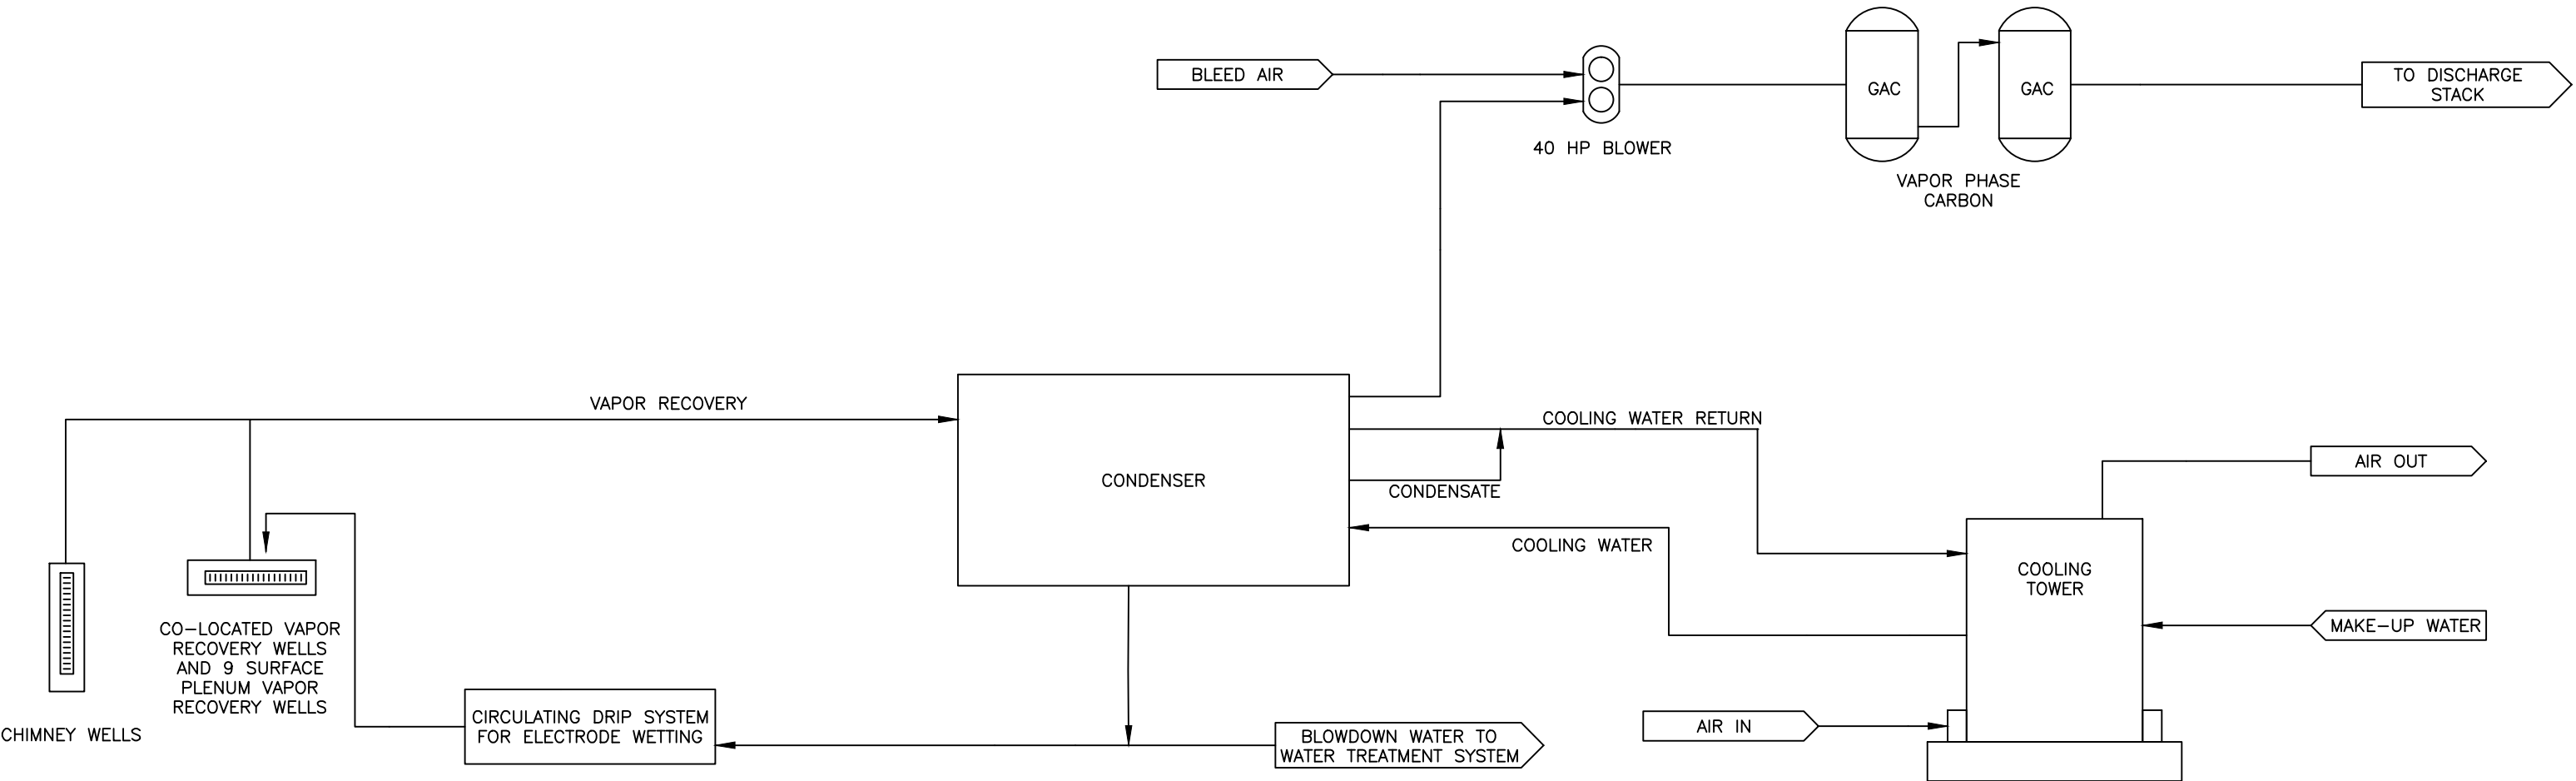 BLEED AIR
40 HP BLOWER
GAC
GAC
VAPOR PHASE
CARBON
TO DISCHARGE
STACK
VAPOR RECOVERY
CONDENSER
COOLING WATER RETURN
CONDENSATE
COOLING WATER
AIR OUT
COOLING
TOWER
MAKE-UP WATER
AIR IN
CHIMNEY WELLS
CO-LOCATED VAPOR
RECOVERY WELLS
AND 9 SURFACE
PLENUM VAPOR
RECOVERY WELLS
CIRCULATING DRIP SYSTEM
FOR ELECTRODE WETTING
BLOWDOWN WATER TO
WATER TREATMENT SYSTEM